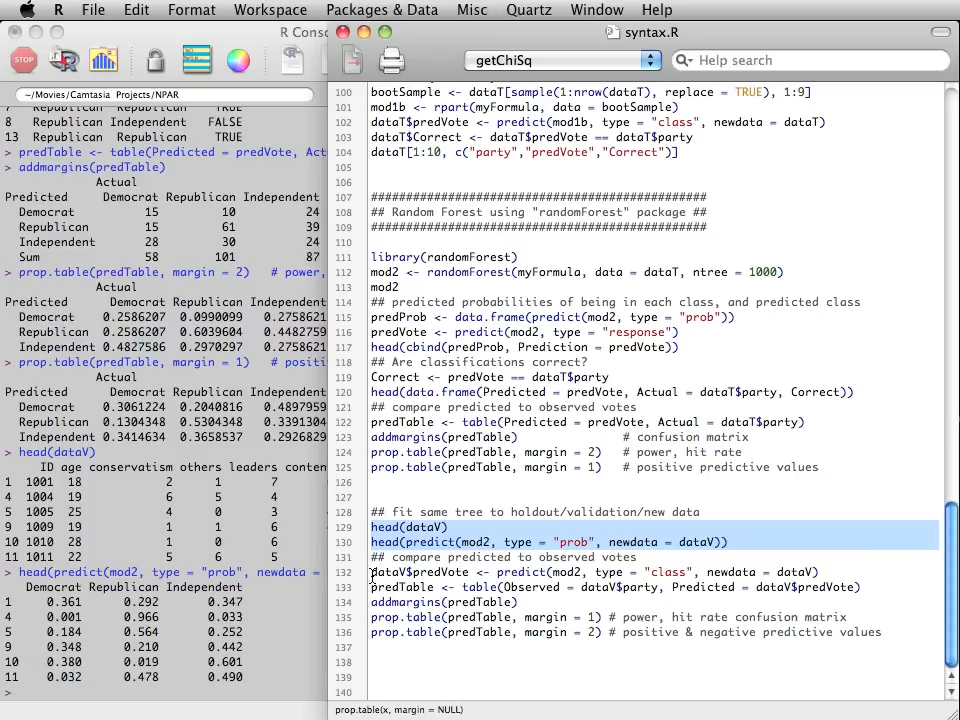 R File Edit Format Workspace Packages & Data Misc Quartz Window Help
R Conso
syntax.R
STOP
getChiSq
Help search
~/Movies/Camtasia Projects/NPAR
7 Republican Republican TRUE
8 Republican Independent FALSE
13 Republican Republican TRUE
> predTable <- table(Predicted = predVote, Act
> addmargins(predTable)
Actual
Predicted Democrat Republican Independent
Democrat 15 10 24
Republican 15 61 39
Independent 28 30 24
Sum 58 101 87
> prop.table(predTable, margin = 2) # power,
Actual
Predicted Democrat Republican Independent
Democrat 0.2586207 0.0990099 0.2758621
Republican 0.2586207 0.6039604 0.4482759
Independent 0.4827586 0.2970297 0.2758621
> prop.table(predTable, margin = 1) # positi
Actual
Predicted Democrat Republican Independent
Democrat 0.3061224 0.2040816 0.4897959
Republican 0.1304348 0.5304348 0.3391304
Independent 0.3414634 0.3658537 0.2926829
> head(dataV)
ID age conservatism others leaders conten
1 1001 18 2 1 7
4 1004 19 6 5 4
5 1005 25 4 0 3
9 1009 19 1 1 6
10 1010 28 1 0 6
11 1011 22 5 6 5
> head(predict(mod2, type = "prob", newdata =
Democrat Republican Independent
1 0.361 0.292 0.347
4 0.001 0.966 0.033
5 0.184 0.564 0.252
9 0.348 0.210 0.442
10 0.380 0.019 0.601
11 0.032 0.478 0.490
>
100 bootSample <- dataT[sample(1:nrow(dataT), replace = TRUE), 1:9]
101 mod1b <- rpart(myFormula, data = bootSample)
102 dataT$predVote <- predict(mod1b, type = "class", newdata = dataT)
103 dataT$Correct <- dataT$predVote == dataT$party
104 dataT[1:10, c("party","predVote","Correct")]
105
106
107 ################################################
108 ## Random Forest using "randomForest" package ##
109 ################################################
110
111 library(randomForest)
112 mod2 <- randomForest(myFormula, data = dataT, ntree = 1000)
113 mod2
114 ## predicted probabilities of being in each class, and predicted class
115 predProb <- data.frame(predict(mod2, type = "prob"))
116 predVote <- predict(mod2, type = "response")
117 head(cbind(predProb, Prediction = predVote))
118 ## Are classifications correct?
119 Correct <- predVote == dataT$party
120 head(data.frame(Predicted = predVote, Actual = dataT$party, Correct))
121 ## compare predicted to observed votes
122 predTable <- table(Predicted = predVote, Actual = dataT$party)
123 addmargins(predTable) # confusion matrix
124 prop.table(predTable, margin = 2) # power, hit rate
125 prop.table(predTable, margin = 1) # positive predictive values
126
127
128 ## fit same tree to holdout/validation/new data
129 head(dataV)
130 head(predict(mod2, type = "prob", newdata = dataV))
131 ## compare predicted to observed votes
132 dataV$predVote <- predict(mod2, type = "class", newdata = dataV)
133 predTable <- table(Observed = dataV$party, Predicted = dataV$predVote)
134 addmargins(predTable)
135 prop.table(predTable, margin = 1) # power, hit rate confusion matrix
136 prop.table(predTable, margin = 2) # positive & negative predictive values
137
138
139
140
prop.table(x, margin = NULL)